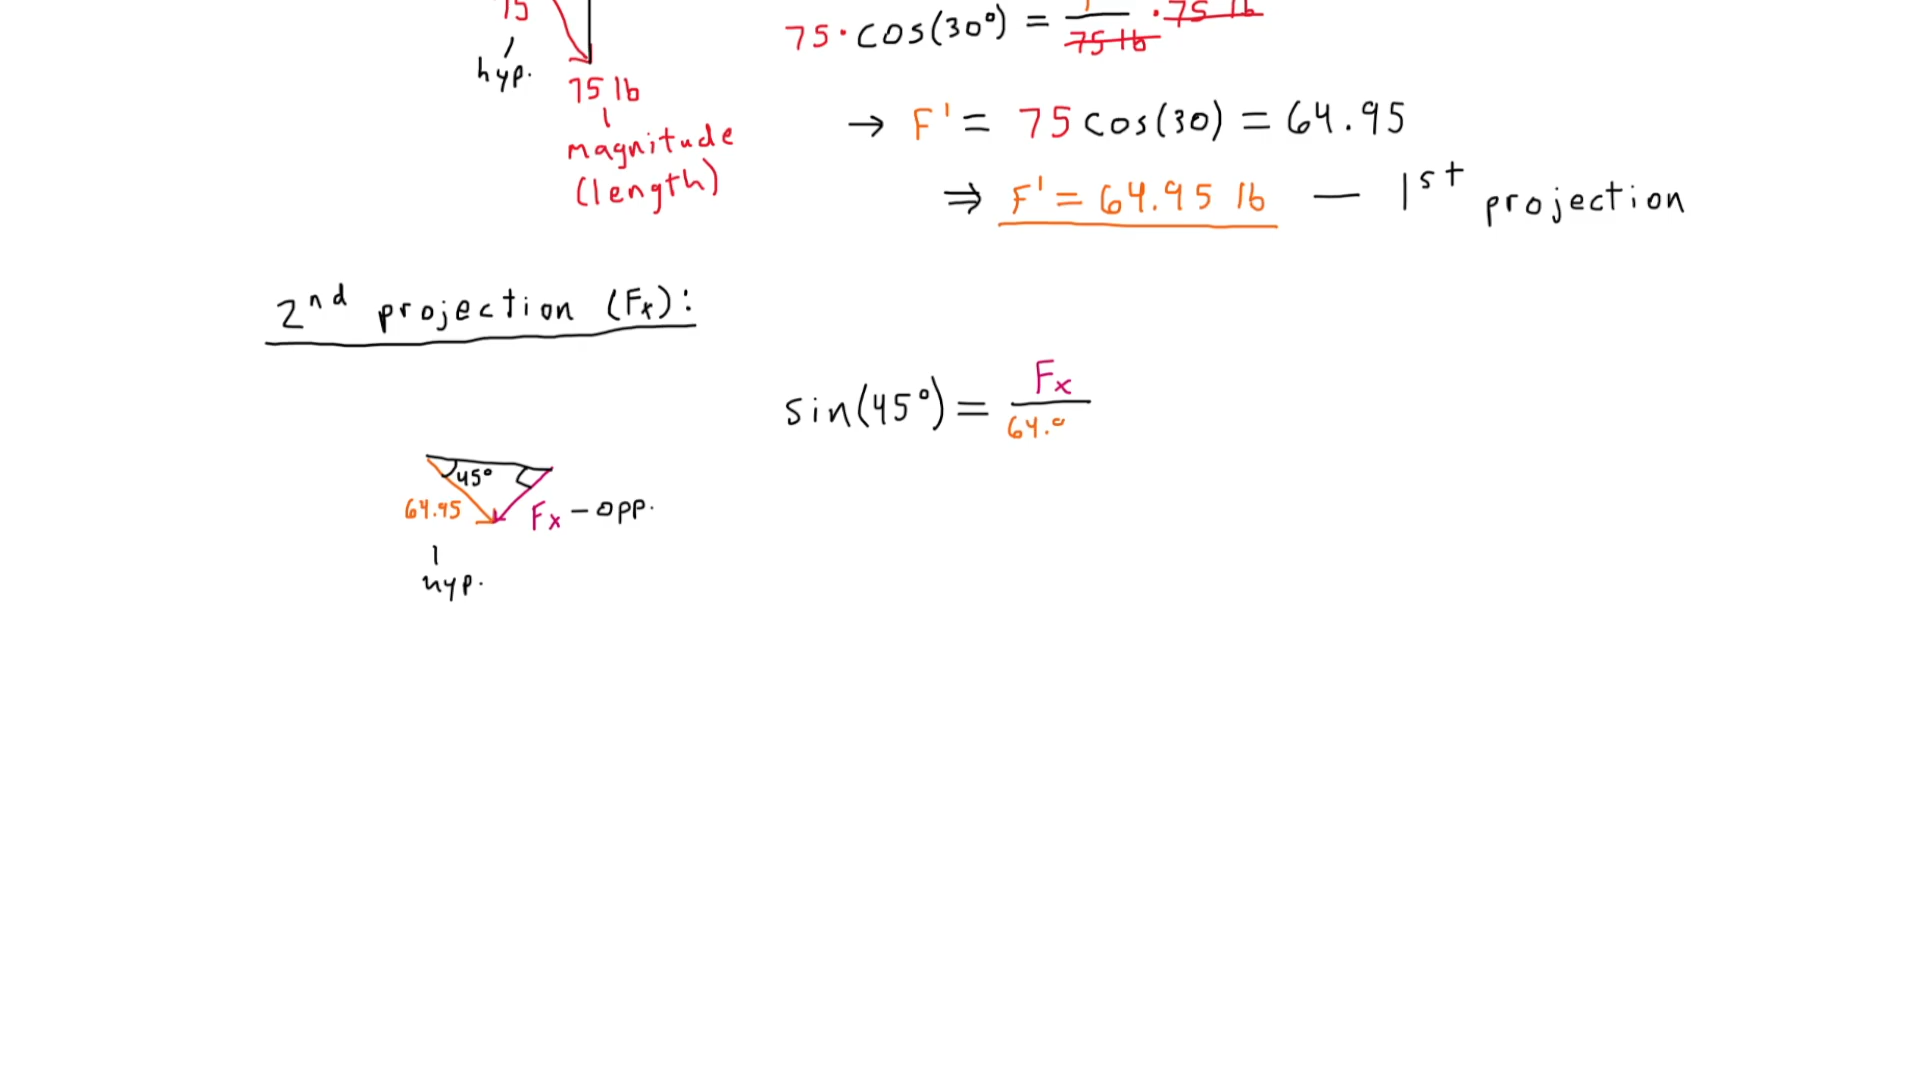 75
hyp.
75 lb
magnitude
(length)
75 · cos(30°) = / 75 lb · 75 lb
→ F' = 75 cos(30) = 64.95
⇒ F' = 64.95 lb — 1st projection
2nd projection (Fx):
sin(45°) = Fx / 64.
45°
64.95
Fx - opp.
hyp.